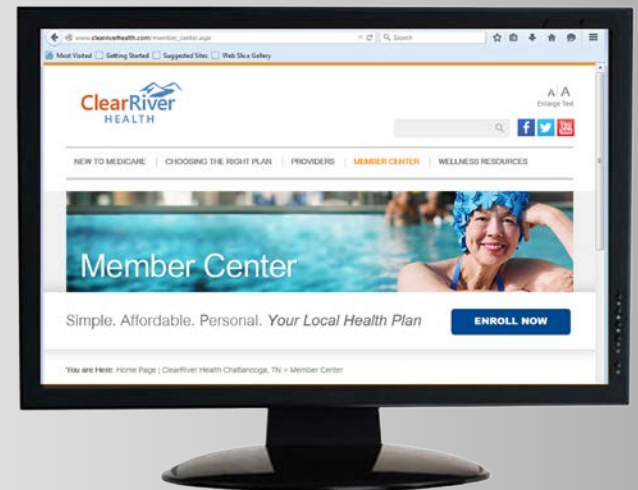 www.clearriverhealth.com/member_center.aspx
Search
Most Visited
Getting Started
Suggested Sites
Web Slice Gallery
ClearRiver
HEALTH
A A
Enlarge Text
f
You
NEW TO MEDICARE | CHOOSING THE RIGHT PLAN | PROVIDERS | MEMBER CENTER | WELLNESS RESOURCES
Member Center
Simple. Affordable. Personal. Your Local Health Plan
ENROLL NOW
You are Here: Home Page | ClearRiver Health Chattanooga, TN > Member Center